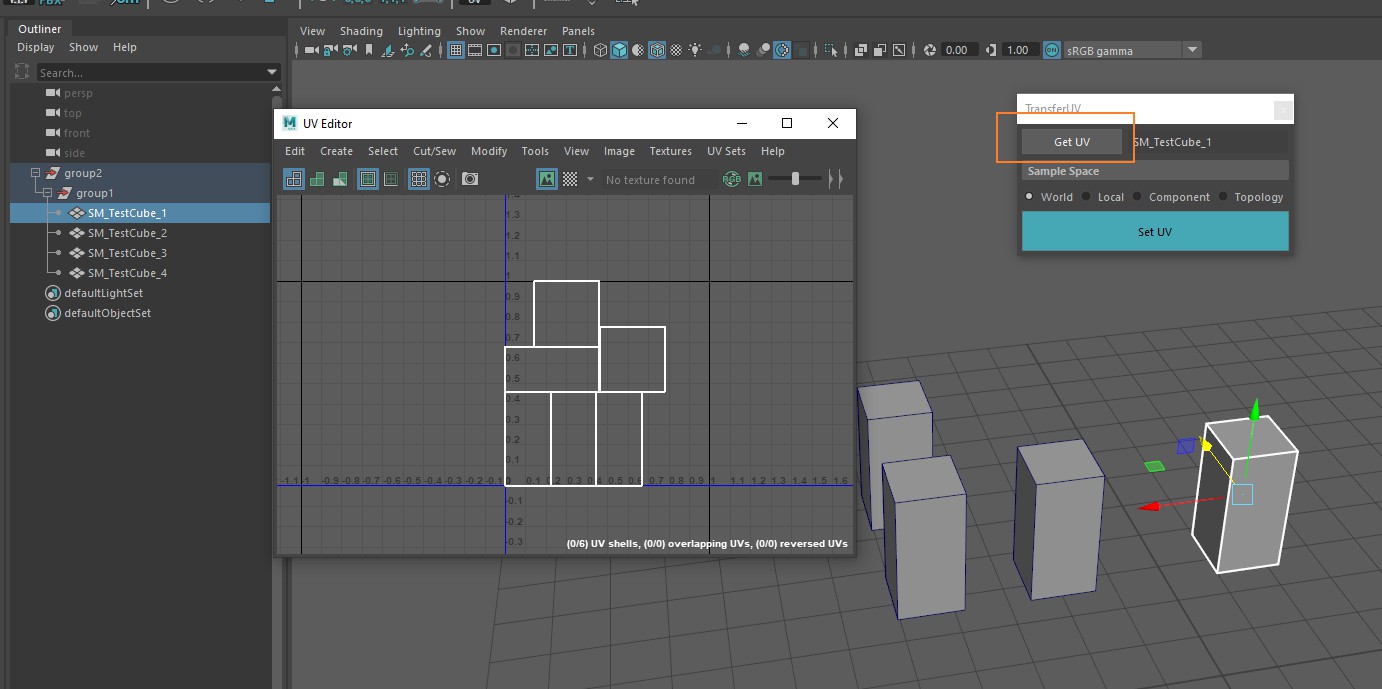 Outliner
Display Show Help
Search...
persp
top
front
side
group2
group1
SM_TestCube_1
SM_TestCube_2
SM_TestCube_3
SM_TestCube_4
defaultLightSet
defaultObjectSet
View Shading Lighting Show Renderer Panels
0.00 1.00 ON sRGB gamma
UV Editor
Edit Create Select Cut/Sew Modify Tools View Image Textures UV Sets Help
No texture found RGB
1.3
1.2
1.1
1
0.9
0.8
0.7
0.6
0.5
0.4
0.3
0.2
0.1
-1.1 -1 -0.9 -0.8 -0.7 -0.6 -0.5 -0.4 -0.3 -0.2 -0.1 0 0.1 0.2 0.3 0.4 0.5 0.6 0.7 0.8 0.9 1 1.1 1.2 1.3 1.4 1.5 1.6
-0.1
-0.2
-0.3
(0/6) UV shells, (0/0) overlapping UVs, (0/0) reversed UVs
TransferUV
Get UV SM_TestCube_1
Sample Space
World Local Component Topology
Set UV